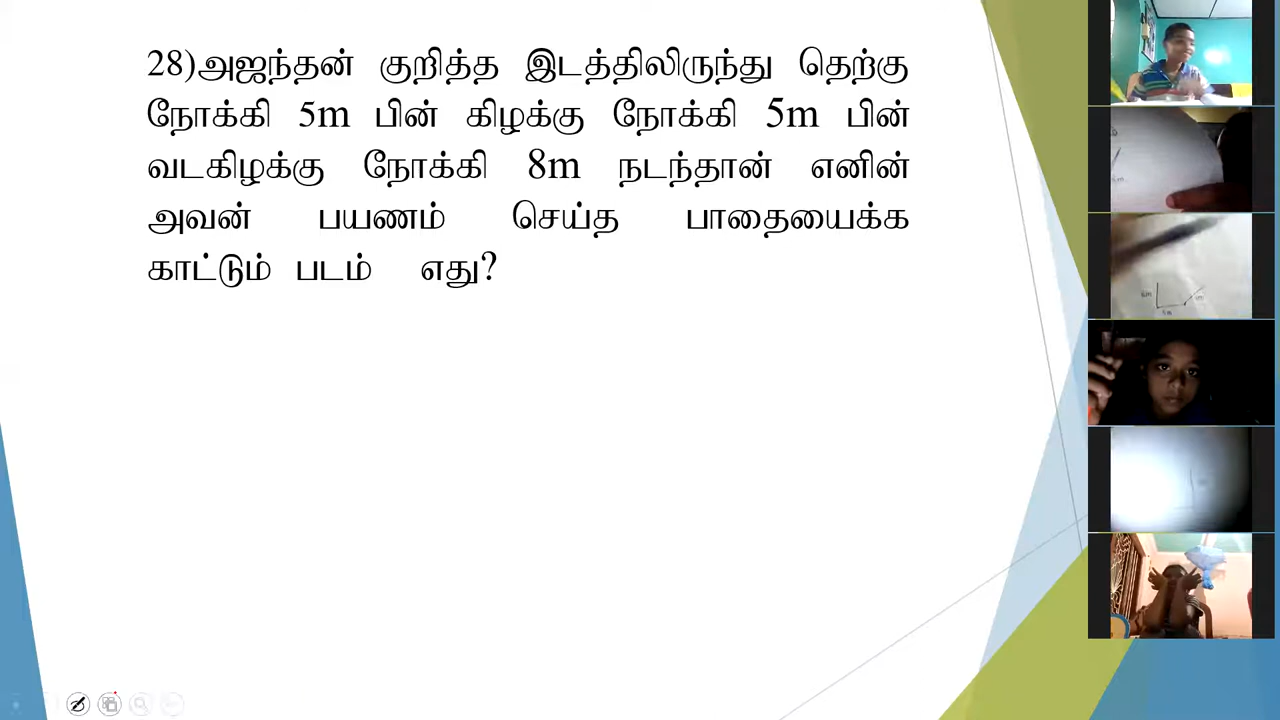 28)அஜந்தன் குறித்த இடத்திலிருந்து தெற்கு
நோக்கி 5m பின் கிழக்கு நோக்கி 5m பின்
வடகிழக்கு நோக்கி 8m நடந்தான் எனின்
அவன் பயணம் செய்த பாதையைக்க
காட்டும் படம் எது?